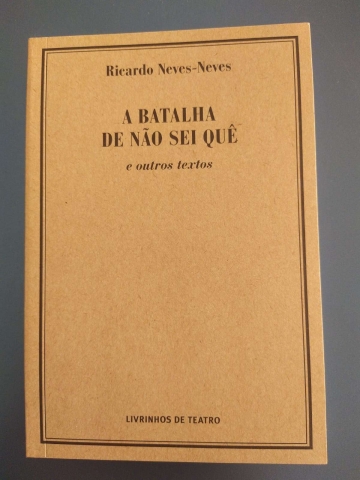 Ricardo Neves-Neves
A BATALHA
DE NÃO SEI QUÊ
e outros textos
LIVRINHOS DE TEATRO